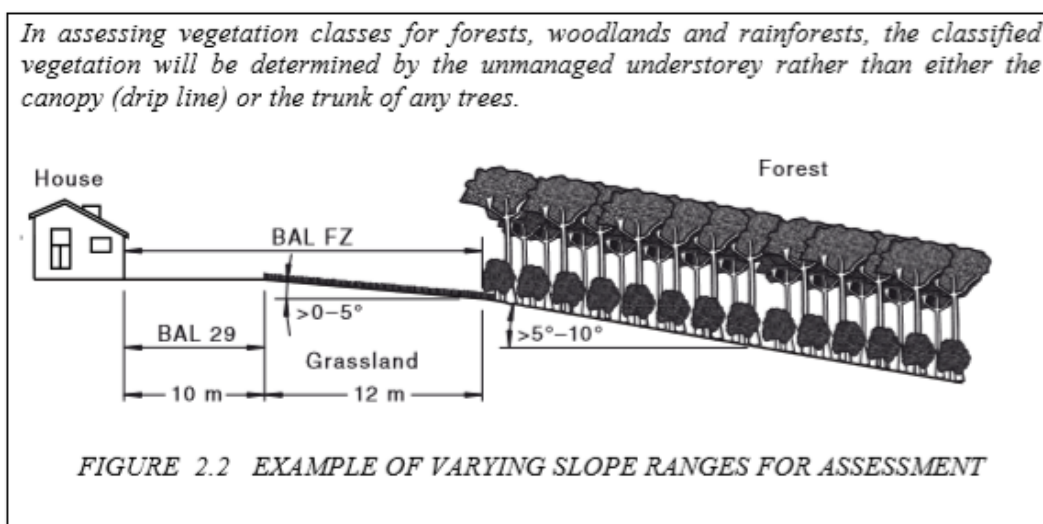 In assessing vegetation classes for forests, woodlands and rainforests, the classified
vegetation will be determined by the unmanaged understorey rather than either the
canopy (drip line) or the trunk of any trees.
House
Forest
BAL FZ
>0–5°
>5°–10°
BAL 29
Grassland
10 m
12 m
FIGURE 2.2 EXAMPLE OF VARYING SLOPE RANGES FOR ASSESSMENT